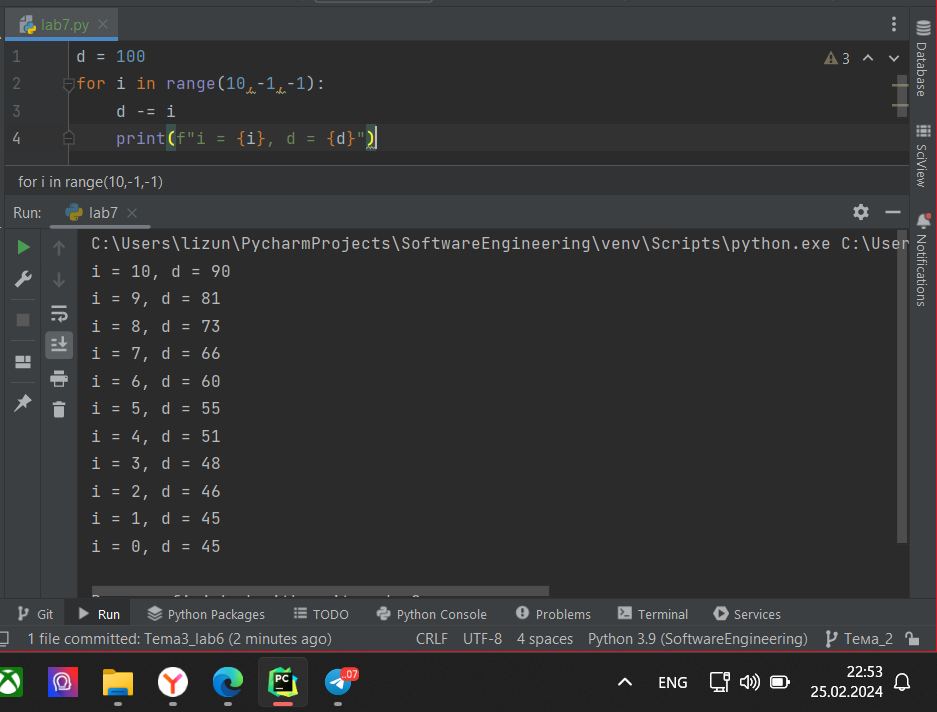 lab7.py
1 d = 100
2 for i in range(10,-1,-1):
3 d -= i
4 print(f"i = {i}, d = {d}")
3
for i in range(10,-1,-1)
Run: lab7
C:\Users\lizun\PycharmProjects\SoftwareEngineering\venv\Scripts\python.exe C:\User
i = 10, d = 90
i = 9, d = 81
i = 8, d = 73
i = 7, d = 66
i = 6, d = 60
i = 5, d = 55
i = 4, d = 51
i = 3, d = 48
i = 2, d = 46
i = 1, d = 45
i = 0, d = 45
Database
SciView
Notifications
Git Run Python Packages TODO Python Console Problems Terminal Services
1 file committed: Tema3_lab6 (2 minutes ago) CRLF UTF-8 4 spaces Python 3.9 (SoftwareEngineering) Тема_2
PC ..07 ENG 22:53
25.02.2024